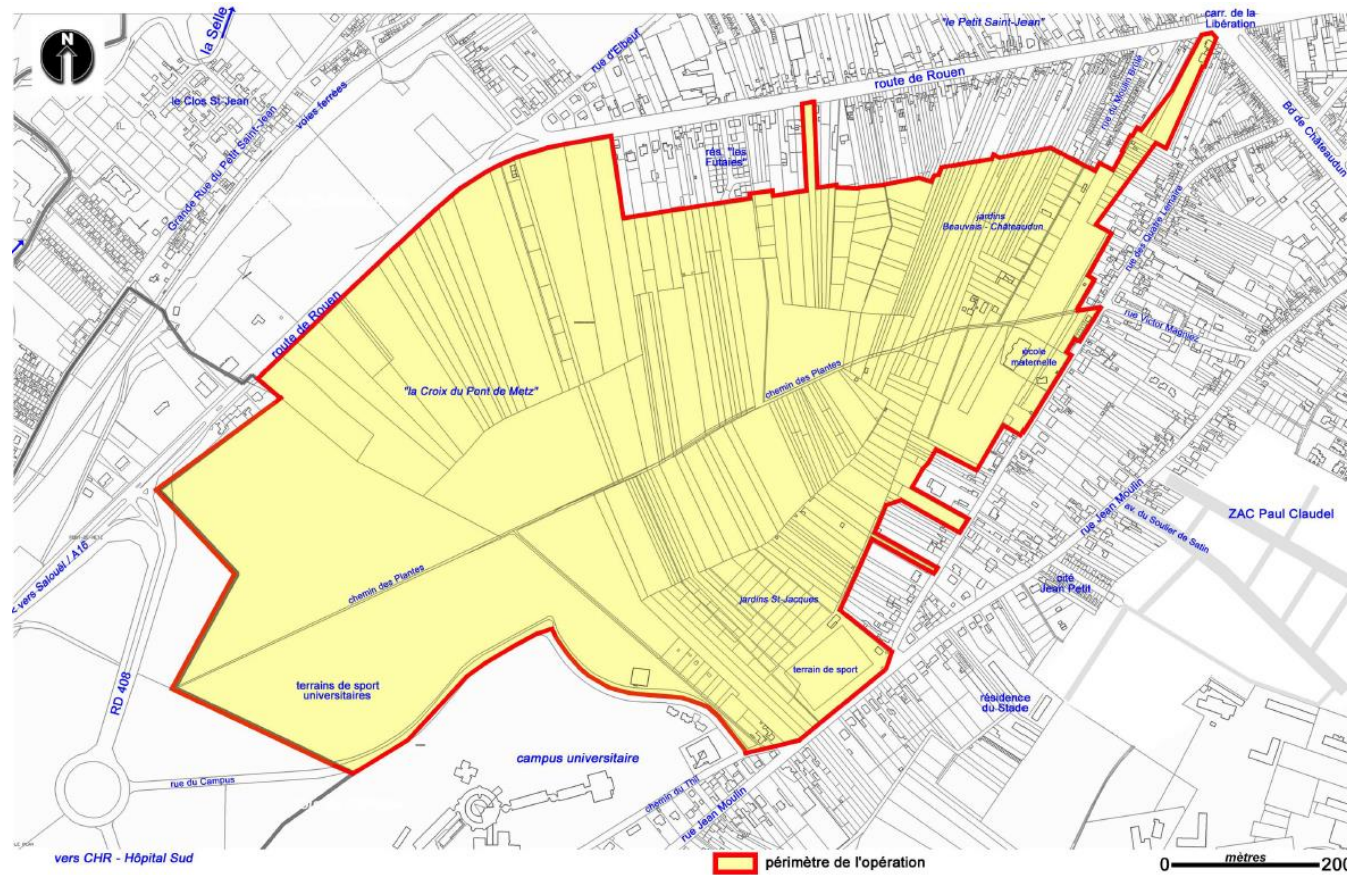 carr. de la
Libération
"le Petit Saint-Jean"
la Selle
N
rue d'Elbeuf
route de Rouen
le Clos St-Jean
voies ferrées
rue du Moulin Brûlé
Bd de Châteaudun
Grande Rue du Petit Saint-Jean
rés. "les
Futaies"
rue des Quatre Lemaire
jardins
Beauvais - Châteaudun
route de Rouen
rue Victor Magniez
école
maternelle
"la Croix du Pont de Metz"
chemin des Plantes
rue Jean Moulin
av. du Soulier de Satin
ZAC Paul Claudel
vers Salouël / A16
chemin des Plantes
jardins St-Jacques
cité
Jean Petit
RD 408
terrains de sport
universitaires
terrain de sport
résidence
du Stade
campus universitaire
rue du Campus
chemin du Thil
rue Jean Moulin
vers CHR - Hôpital Sud
périmètre de l'opération
0 mètres 200